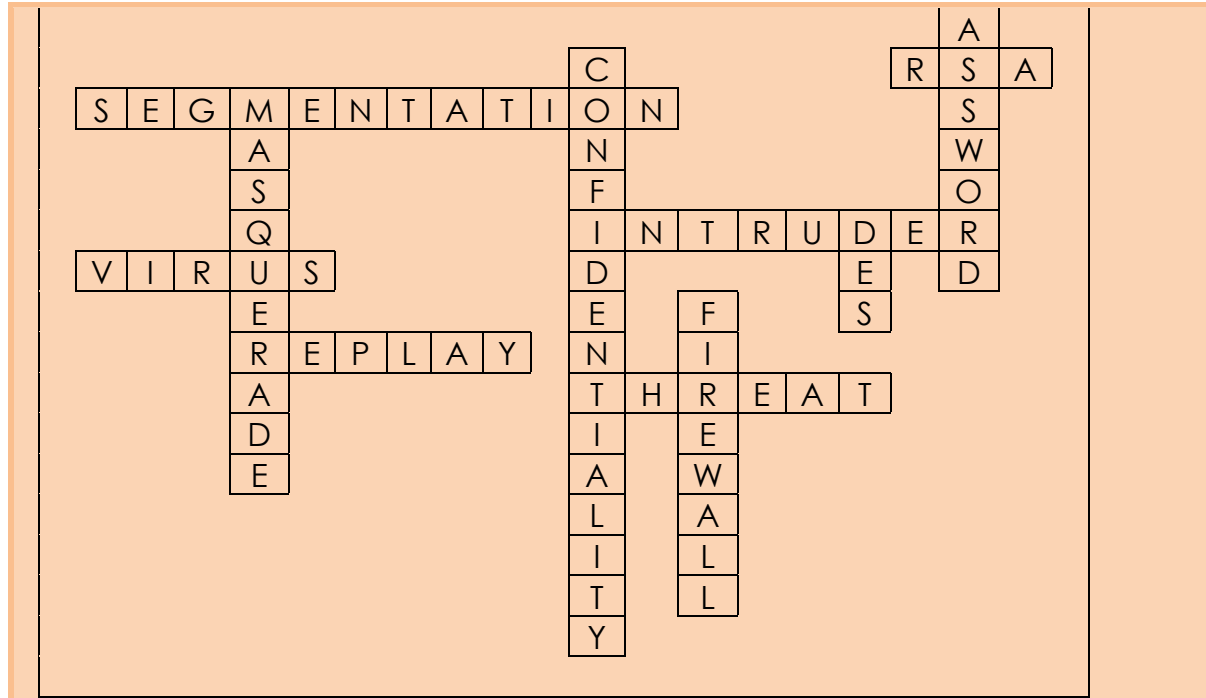 A
C R S A
S E G M E N T A T I O N S
A N W
S F O
Q I N T R U D E R
V I R U S D E D
E E F S
R E P L A Y N I
A T H R E A T
D I E
E A W
L A
I L
T L
Y